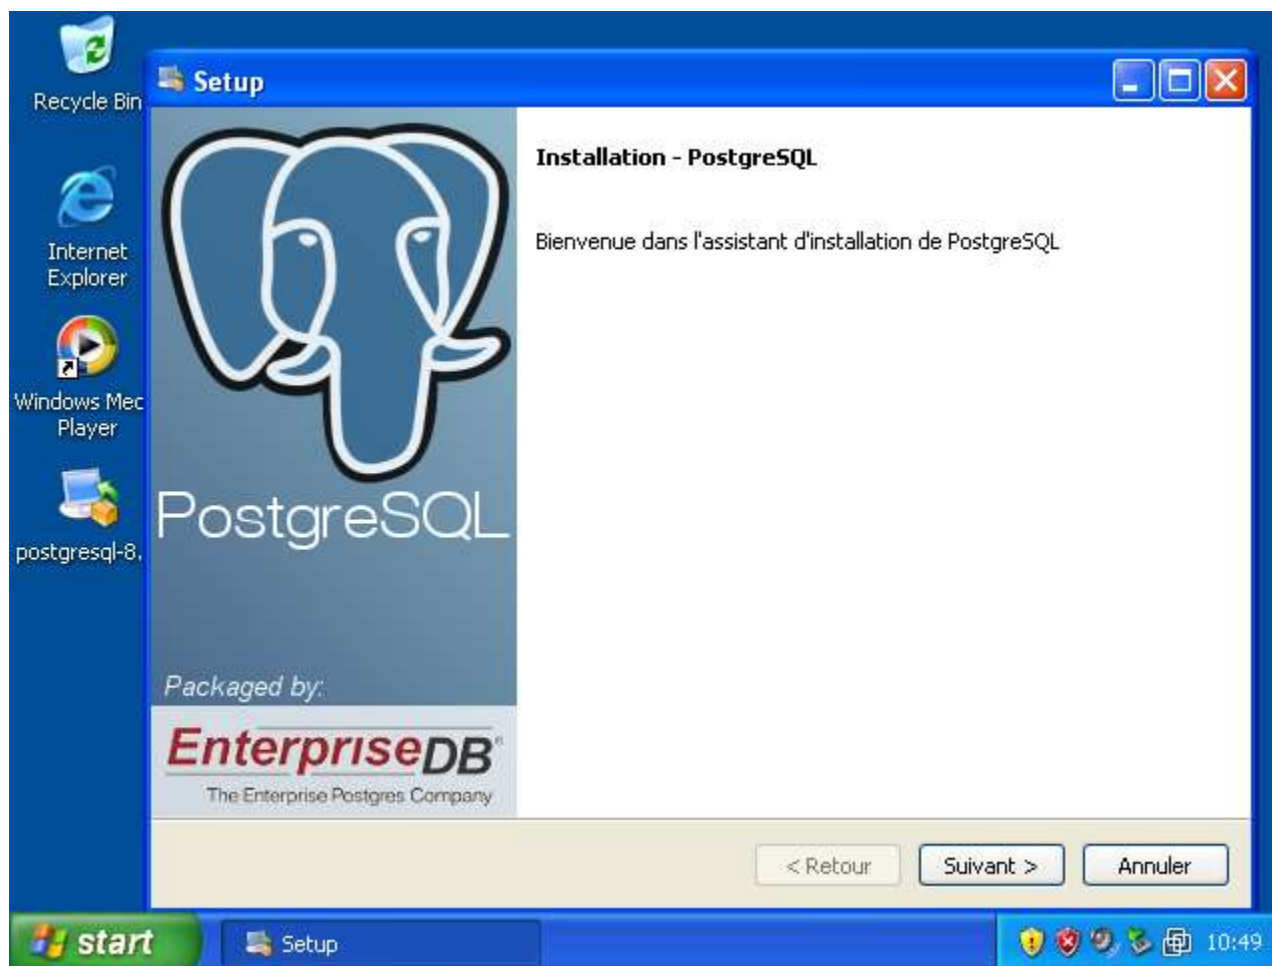 Recycle Bin
Internet
Explorer
Windows Mec
Player
postgresql-8.
Setup
Installation - PostgreSQL
Bienvenue dans l'assistant d'installation de PostgreSQL
PostgreSQL
Packaged by:
EnterpriseDB
The Enterprise Postgres Company
< Retour
Suivant >
Annuler
start
Setup
10:49